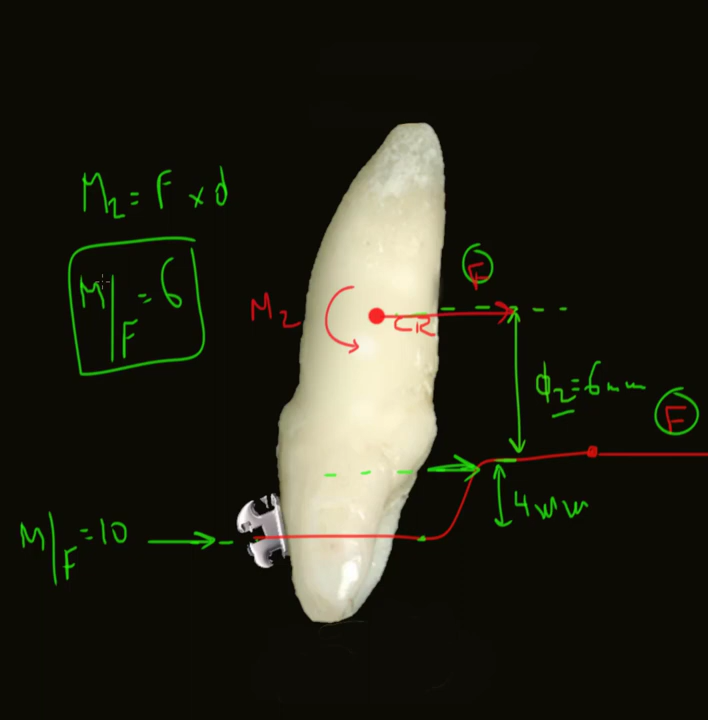 M₂ = F x d
M/F = 6
F
M₂
CR
d₂ = 6mm
F
4mm
M/F = 10